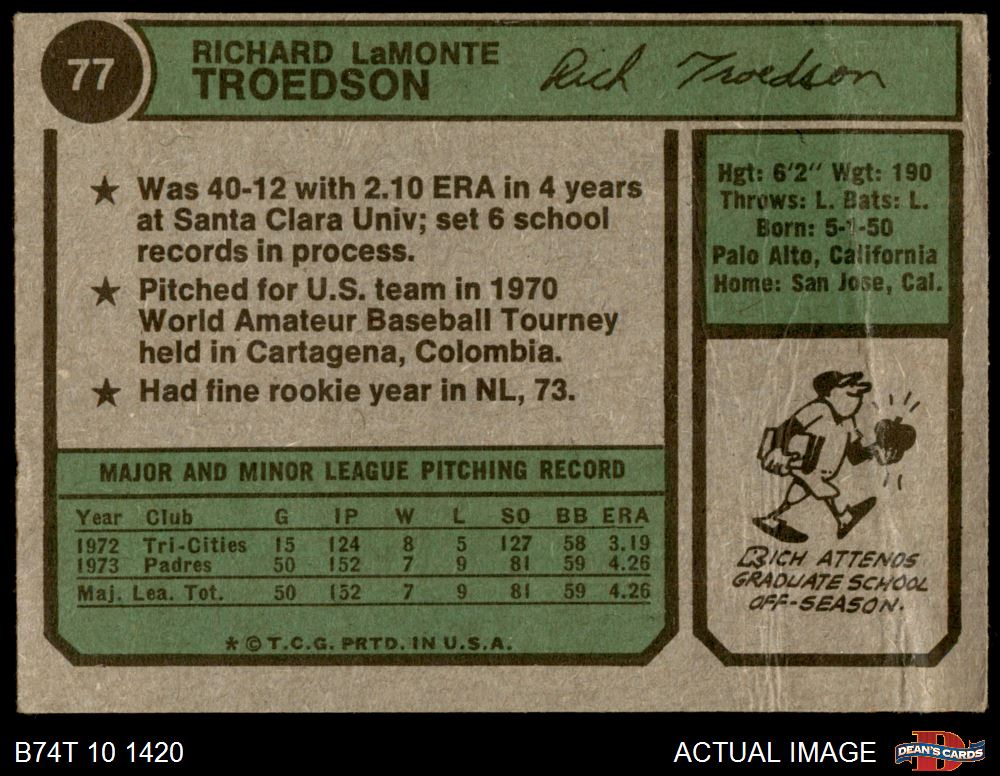 77
RICHARD LaMONTE
TROEDSON
Rich Troedson
★ Was 40-12 with 2.10 ERA in 4 years
at Santa Clara Univ; set 6 school
records in process.
★ Pitched for U.S. team in 1970
World Amateur Baseball Tourney
held in Cartagena, Colombia.
★ Had fine rookie year in NL, 73.
Hgt: 6'2" Wgt: 190
Throws: L. Bats: L.
Born: 5-1-50
Palo Alto, California
Home: San Jose, Cal.
MAJOR AND MINOR LEAGUE PITCHING RECORD
Year Club G IP W L SO BB ERA
1972 Tri-Cities 15 124 8 5 127 58 3.19
1973 Padres 50 152 7 9 81 59 4.26
Maj. Lea. Tot. 50 152 7 9 81 59 4.26
* © T.C.G. PRTD. IN U.S.A.
RICH ATTENDS
GRADUATE SCHOOL
OFF-SEASON.
B74T 10 1420
ACTUAL IMAGE
DEAN'S CARDS